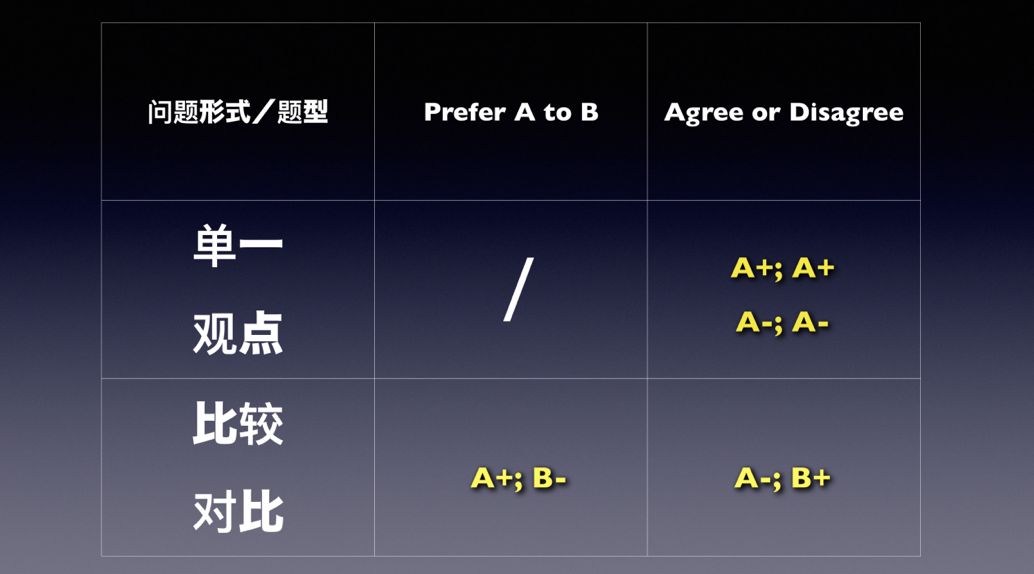 问题形式/题型
Prefer A to B
Agree or Disagree
单一
观点
/
A+; A+
A-; A-
比较
对比
A+; B-
A-; B+